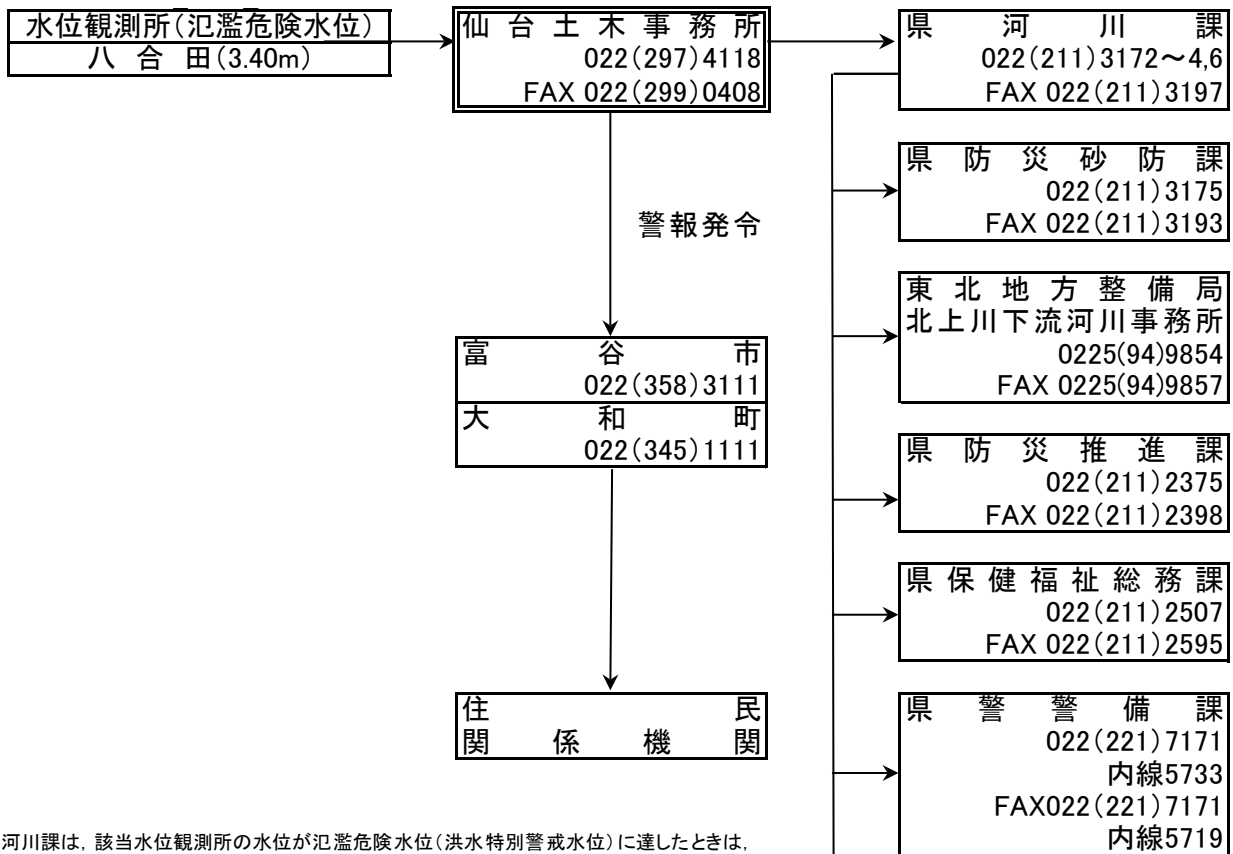 水位観測所(氾濫危険水位)
八合田(3.40m)
仙台土木事務所
022(297)4118
FAX 022(299)0408
県河川課
022(211)3172～4,6
FAX 022(211)3197
県防災砂防課
022(211)3175
FAX 022(211)3193
警報発令
東北地方整備局
北上川下流河川事務所
0225(94)9854
FAX 0225(94)9857
富谷市
022(358)3111
大和町
022(345)1111
県防災推進課
022(211)2375
FAX 022(211)2398
県保健福祉総務課
022(211)2507
FAX 022(211)2595
住民
関係機関
県警警備課
022(221)7171
内線5733
FAX022(221)7171
内線5719
河川課は，該当水位観測所の水位が氾濫危険水位(洪水特別警戒水位)に達したときは，